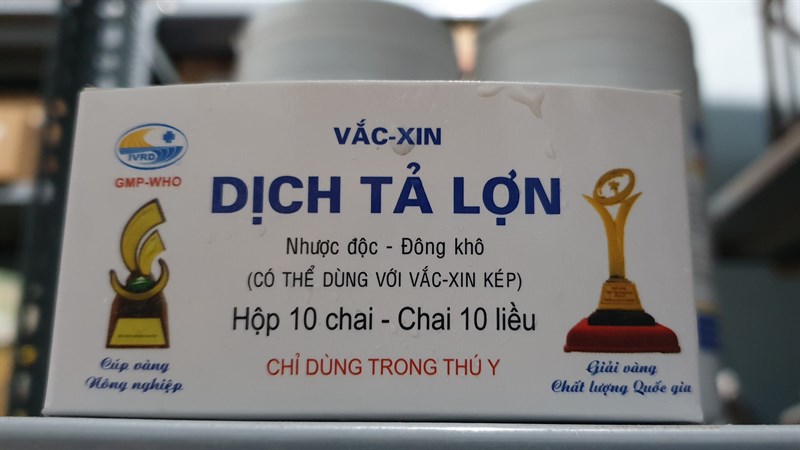 VẮC-XIN
IVRD
GMP-WHO
DỊCH TẢ LỢN
Nhược độc - Đông khô
(CÓ THỂ DÙNG VỚI VẮC-XIN KÉP)
Hộp 10 chai - Chai 10 liều
CHỈ DÙNG TRONG THÚ Y
Cúp vàng
Nông nghiệp
Giải vàng
Chất lượng Quốc gia